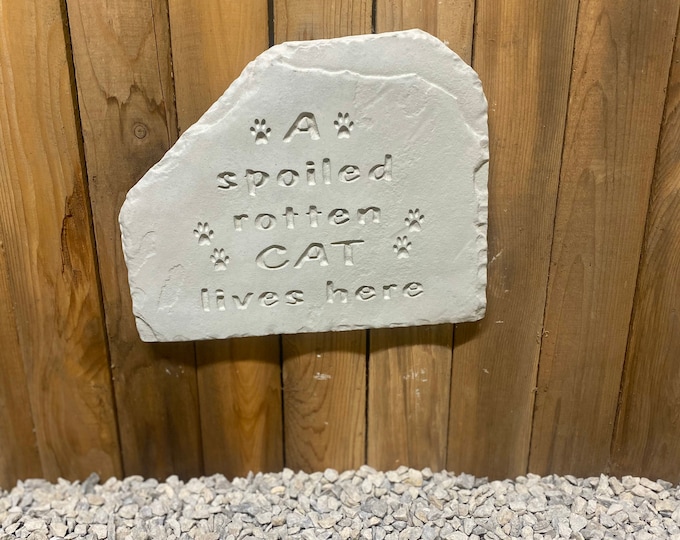 A
spoiled
rotten
CAT
lives here